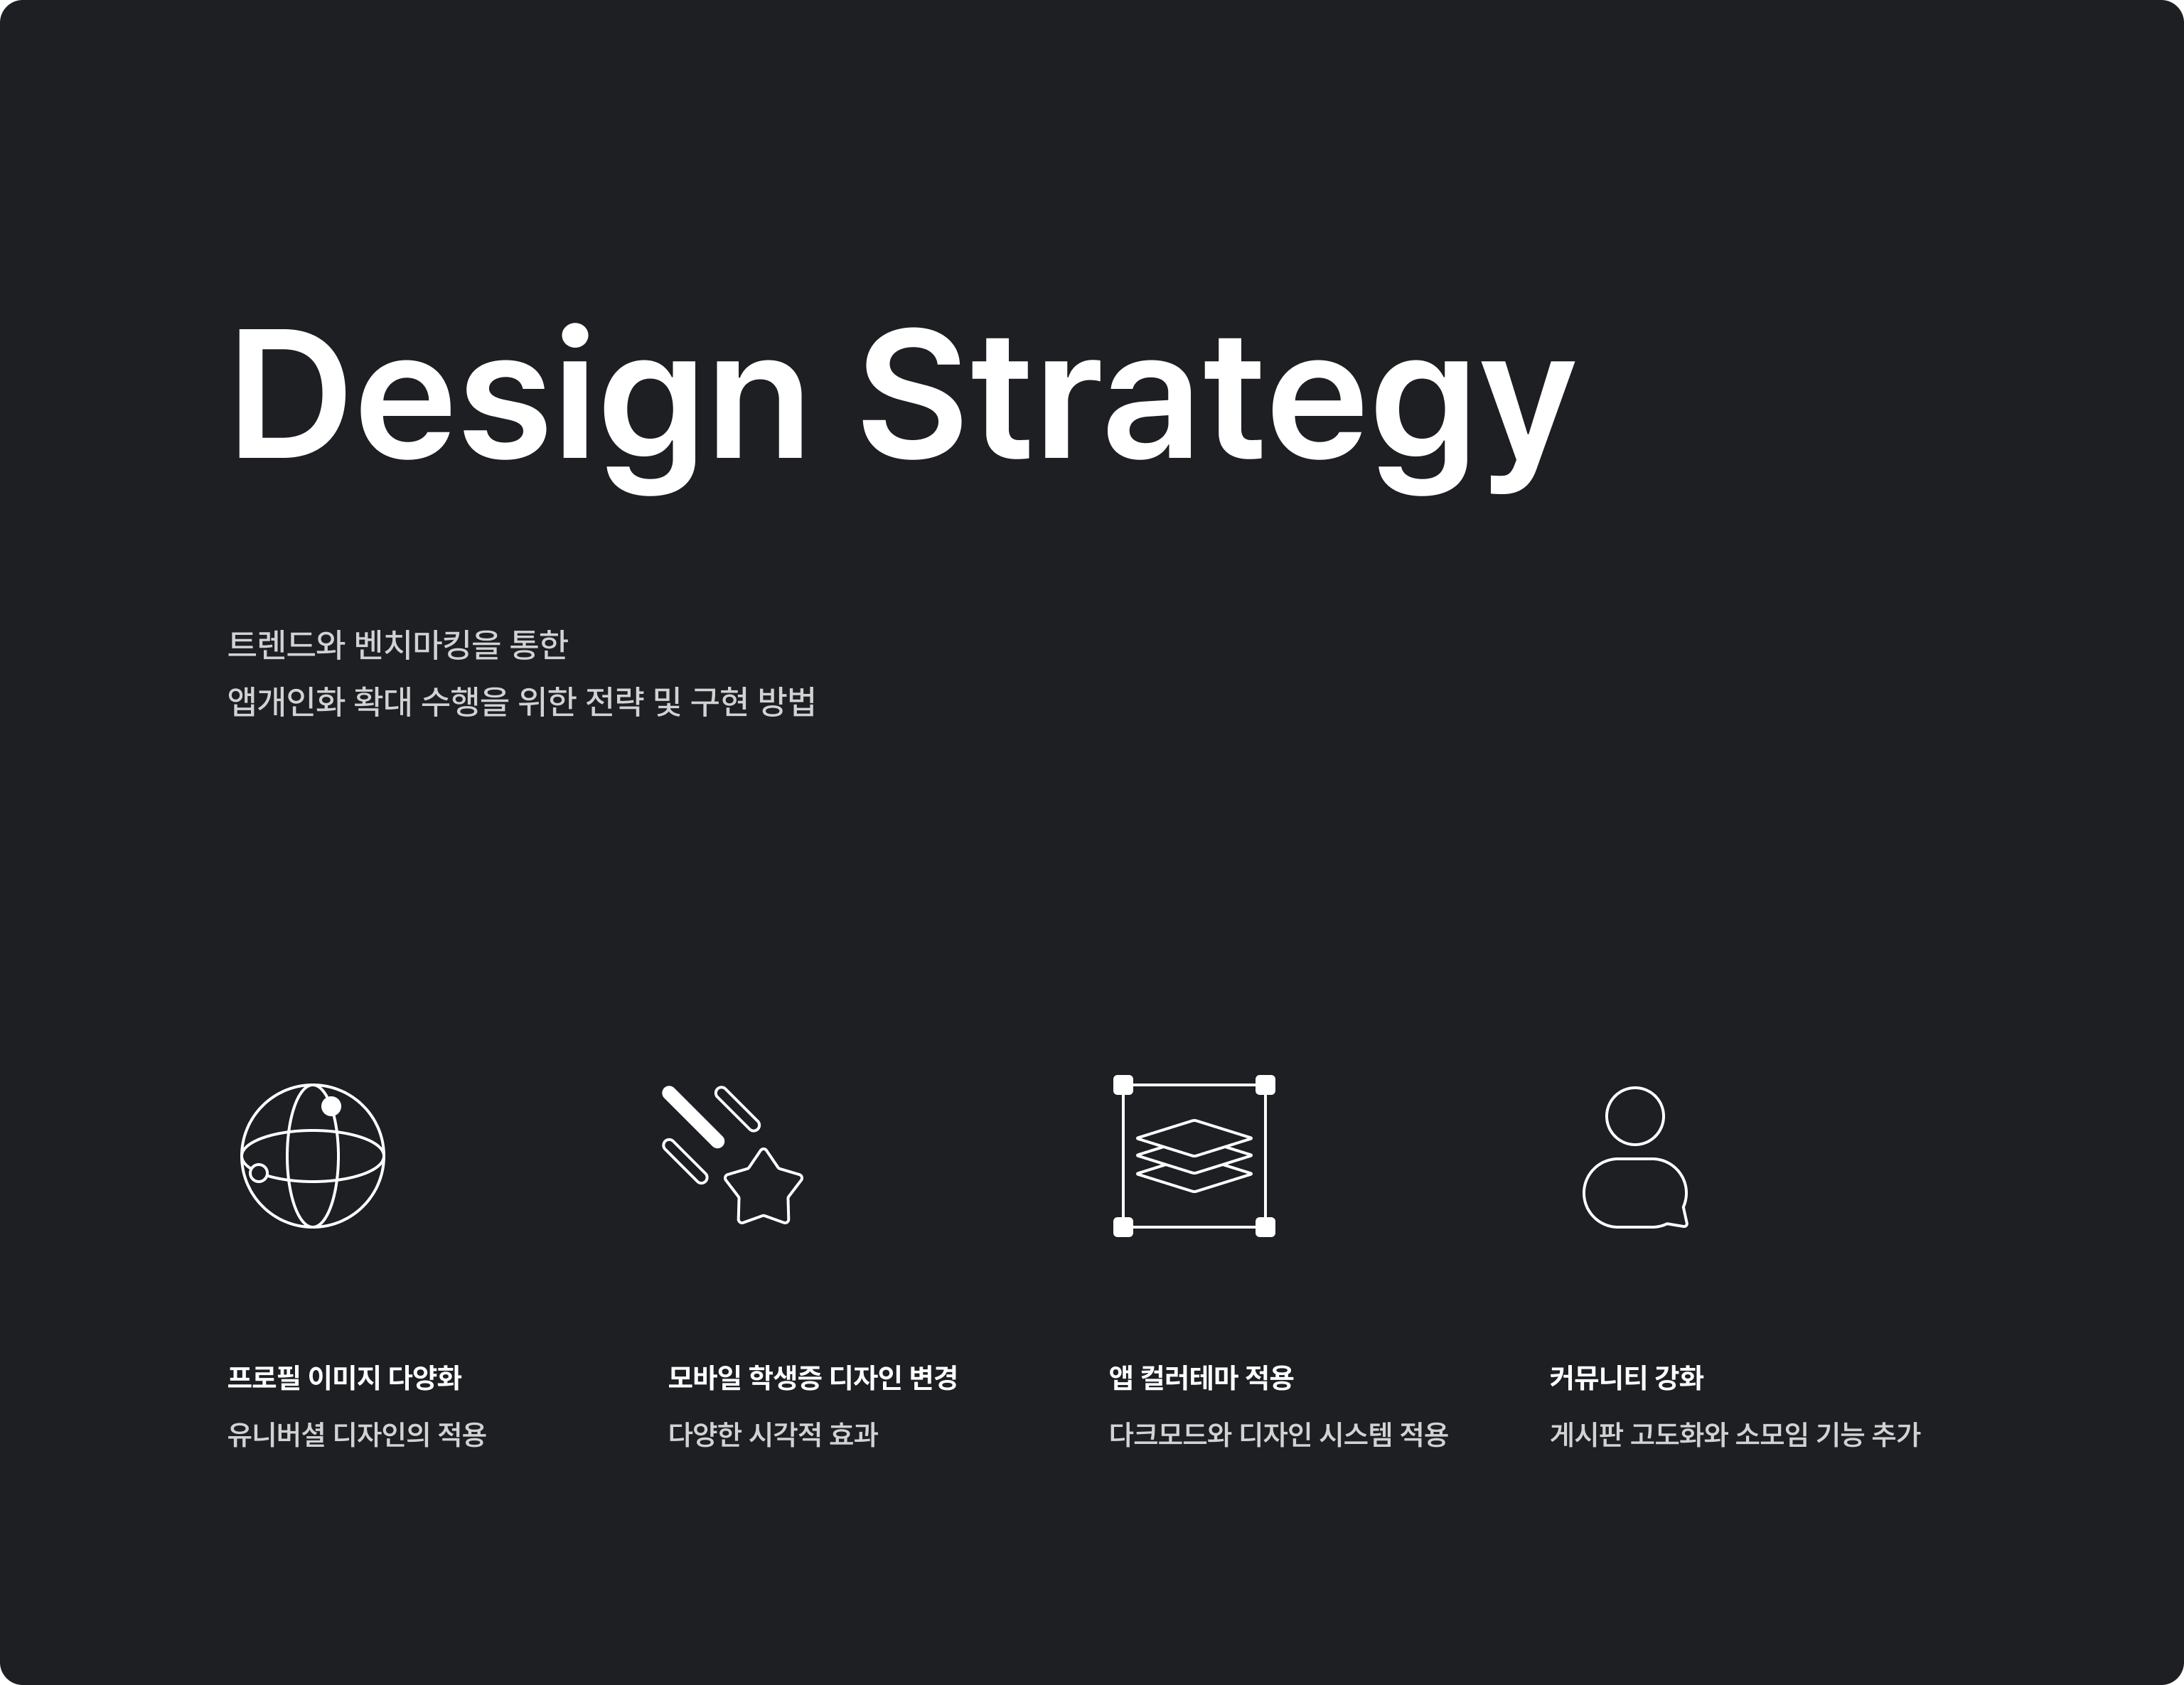 Design Strategy
트렌드와 벤치마킹을 통한
앱개인화 확대 수행을 위한 전략 및 구현 방법
프로필 이미지 다양화
유니버셜 디자인의 적용
모바일 학생증 디자인 변경
다양한 시각적 효과
앱 컬러테마 적용
다크모드와 디자인 시스템 적용
커뮤니티 강화
게시판 고도화와 소모임 기능 추가